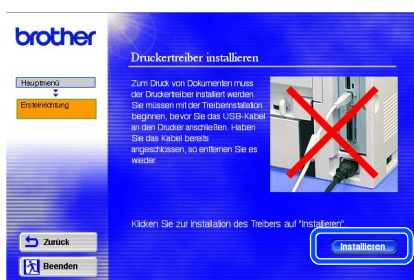 brother
Druckertreiber installieren
Hauptmenü
Ersteinrichtung
Zum Druck von Dokumenten muss
der Druckertreiber installiert werden.
Sie müssen mit der Treiberinstallation
beginnen, bevor Sie das USB-Kabel
an den Drucker anschließen. Haben
Sie das Kabel bereits
angeschlossen, so entfernen Sie es
wieder.
Klicken Sie zur Installation des Treibers auf "Installieren".
Installieren
Zurück
Beenden